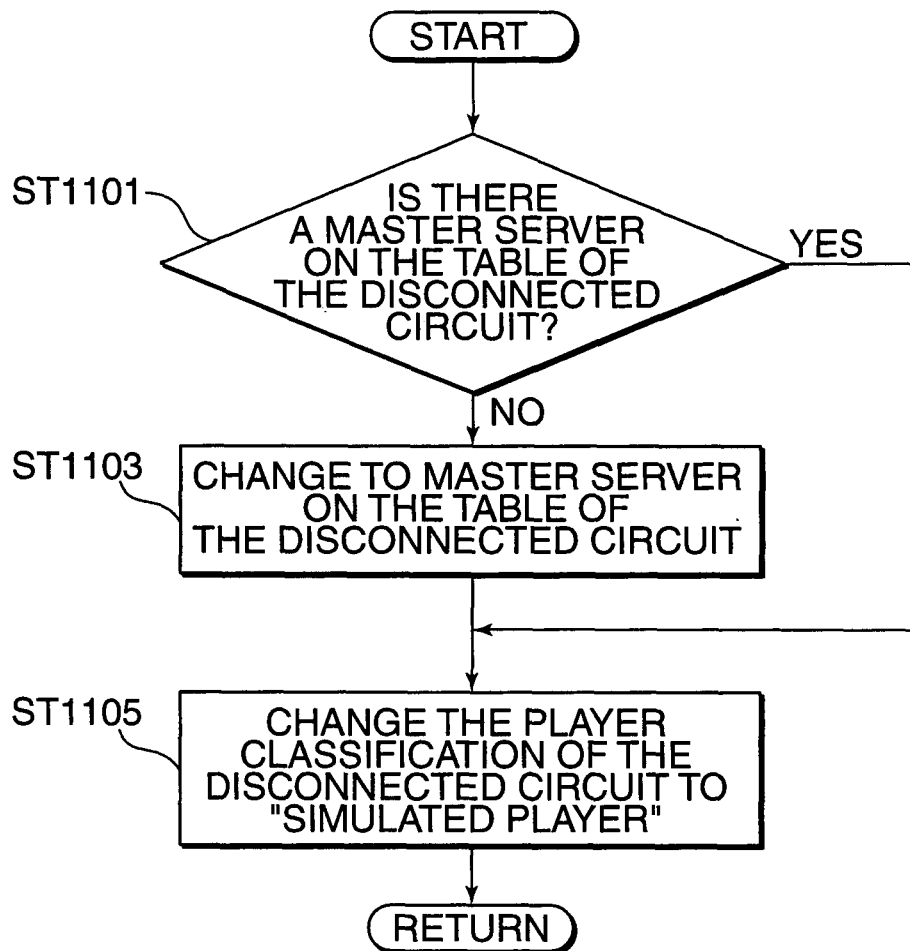 START
ST1101
IS THERE
A MASTER SERVER
ON THE TABLE OF
THE DISCONNECTED
CIRCUIT?
YES
NO
ST1103
CHANGE TO MASTER SERVER
ON THE TABLE OF
THE DISCONNECTED CIRCUIT
ST1105
CHANGE THE PLAYER
CLASSIFICATION OF THE
DISCONNECTED CIRCUIT TO
"SIMULATED PLAYER"
RETURN